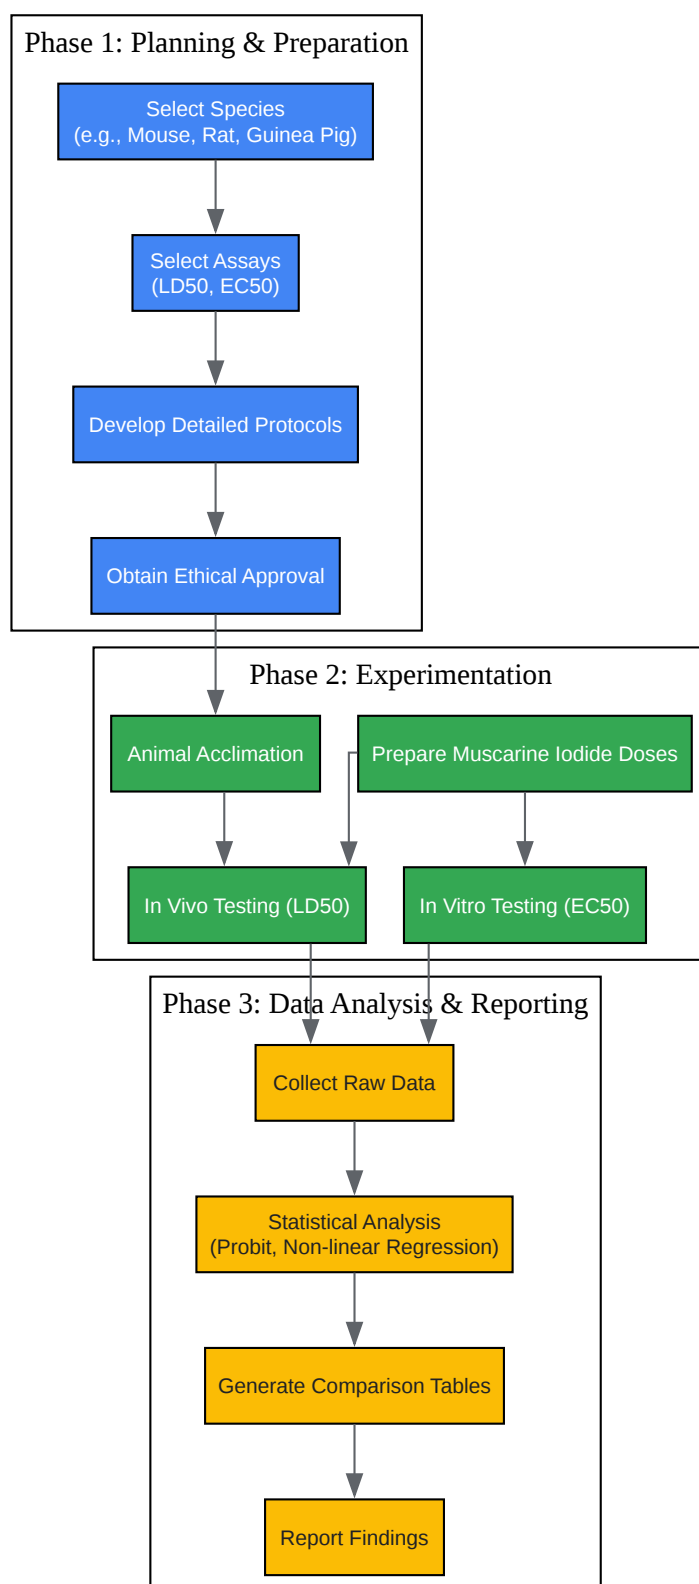 Phase 1: Planning & Preparation
Select Species
(e.g., Mouse, Rat, Guinea Pig)
Select Assays
(LD50, EC50)
Develop Detailed Protocols
Obtain Ethical Approval
Phase 2: Experimentation
Animal Acclimation
Prepare Muscarine Iodide Doses
In Vivo Testing (LD50)
In Vitro Testing (EC50)
Phase 3: Data Analysis & Reporting
Collect Raw Data
Statistical Analysis
(Probit, Non-linear Regression)
Generate Comparison Tables
Report Findings